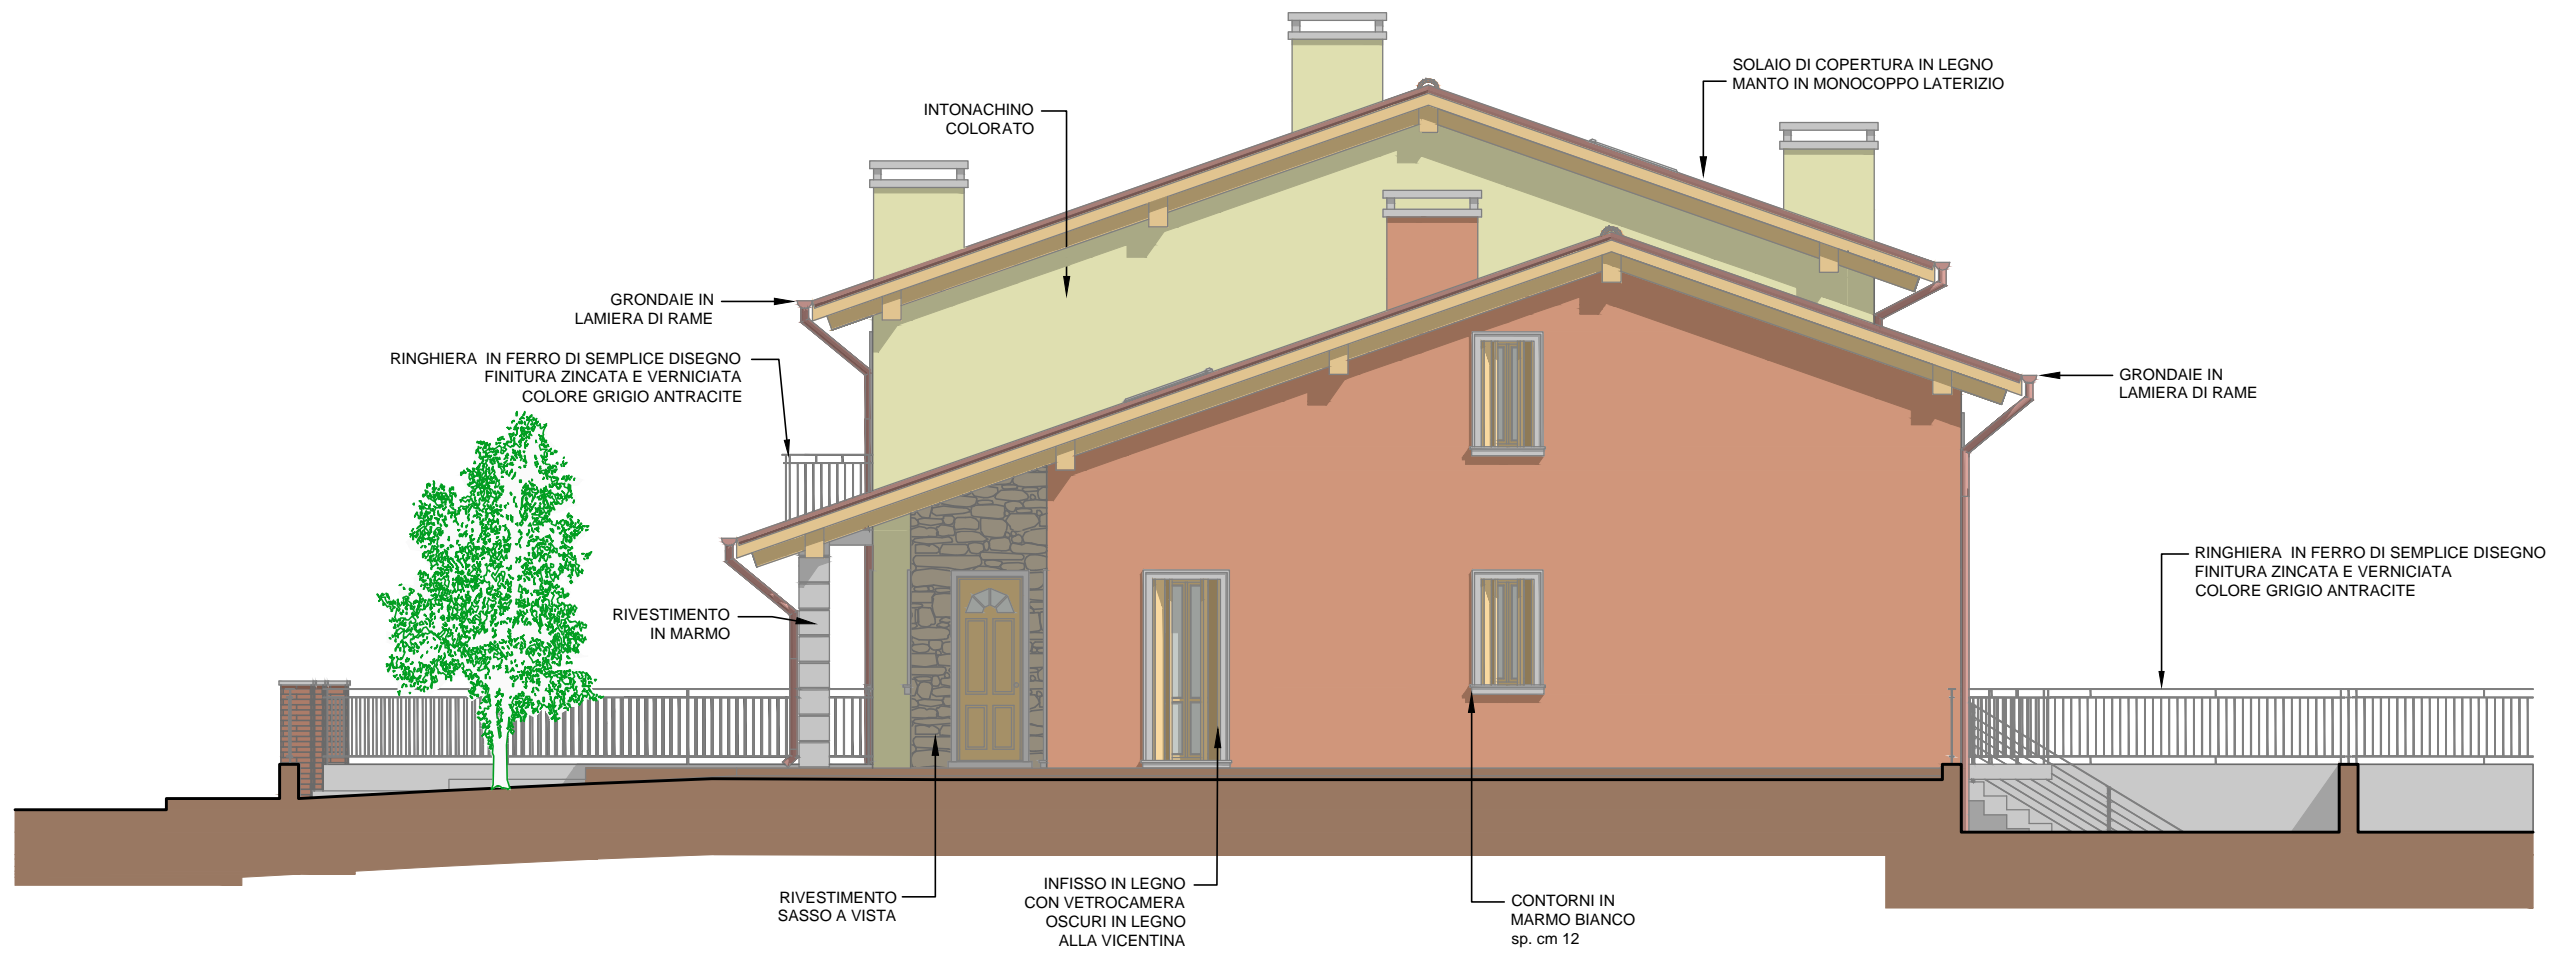 SOLAIO DI COPERTURA IN LEGNO
MANTO IN MONOCOPPO LATERIZIO
INTONACHINO
COLORATO
GRONDAIE IN
LAMIERA DI RAME
RINGHIERA  IN FERRO DI SEMPLICE DISEGNO
FINITURA ZINCATA E VERNICIATA
COLORE GRIGIO ANTRACITE
GRONDAIE IN
LAMIERA DI RAME
RINGHIERA  IN FERRO DI SEMPLICE DISEGNO
FINITURA ZINCATA E VERNICIATA
COLORE GRIGIO ANTRACITE
RIVESTIMENTO
IN MARMO
RIVESTIMENTO
SASSO A VISTA
INFISSO IN LEGNO
CON VETROCAMERA
OSCURI IN LEGNO
ALLA VICENTINA
CONTORNI IN
MARMO BIANCO
sp. cm 12